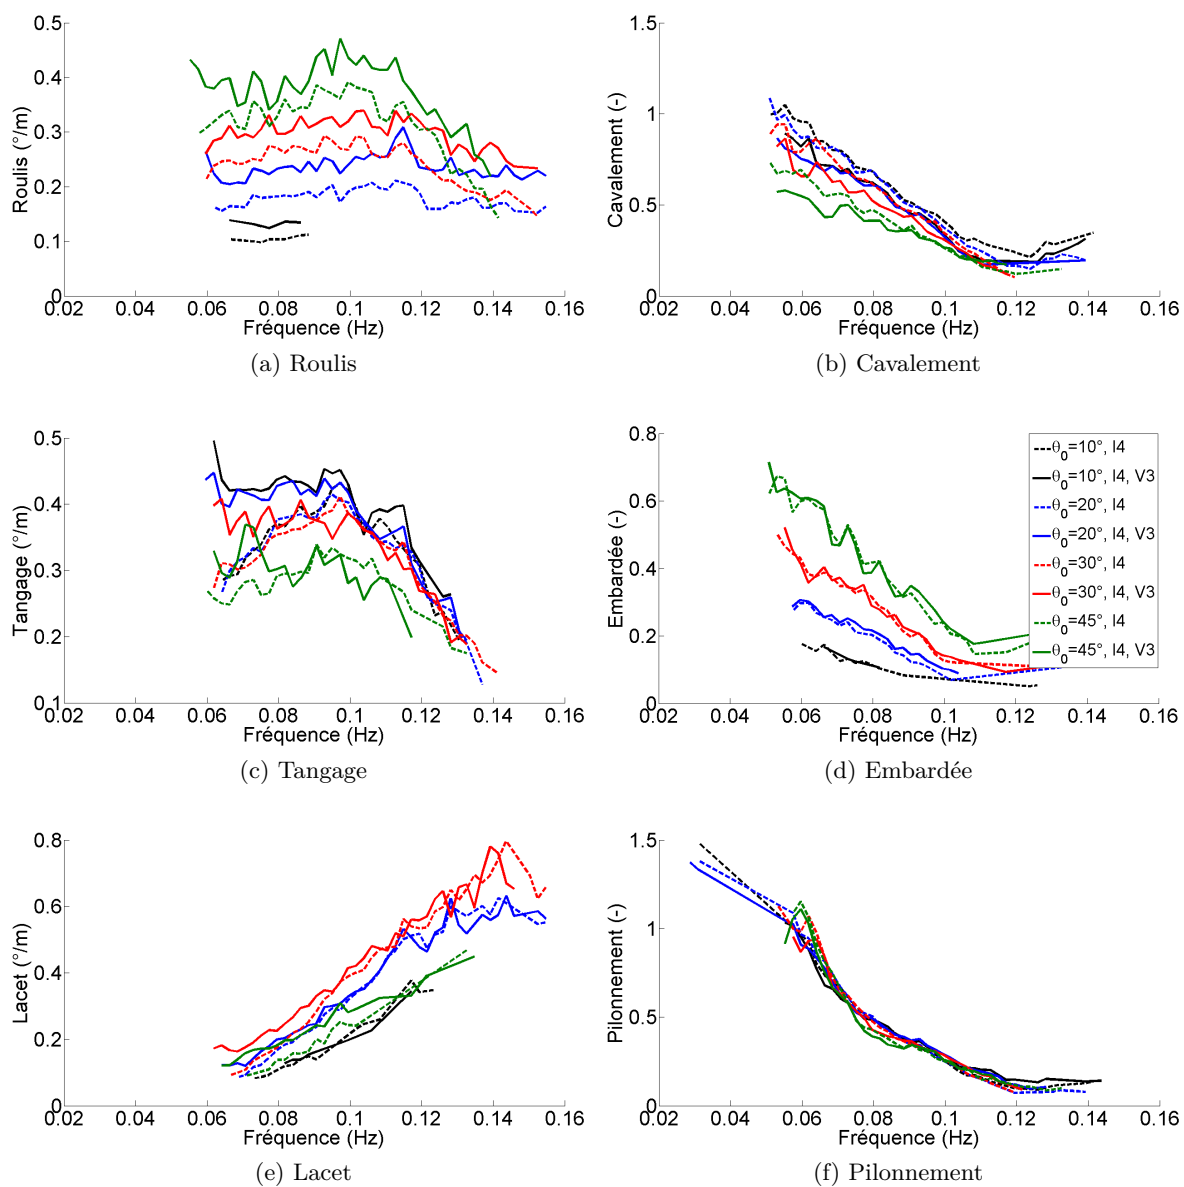 0.5
0.4
0.3
0.2
0.1
0
Roulis (°/m)
0.02 0.04 0.06 0.08 0.1 0.12 0.14 0.16
Fréquence (Hz)
(a) Roulis
1.5
1
0.5
0
Cavalement (-)
0.02 0.04 0.06 0.08 0.1 0.12 0.14 0.16
Fréquence (Hz)
(b) Cavalement
0.5
0.4
0.3
0.2
0.1
Tangage (°/m)
0.02 0.04 0.06 0.08 0.1 0.12 0.14 0.16
Fréquence (Hz)
(c) Tangage
0.8
0.6
0.4
0.2
0
Embardée (-)
θ0=10°, I4
θ0=10°, I4, V3
θ0=20°, I4
θ0=20°, I4, V3
θ0=30°, I4
θ0=30°, I4, V3
θ0=45°, I4
θ0=45°, I4, V3
0.02 0.04 0.06 0.08 0.1 0.12 0.14 0.16
Fréquence (Hz)
(d) Embardée
0.8
0.6
0.4
0.2
0
Lacet (°/m)
0.02 0.04 0.06 0.08 0.1 0.12 0.14 0.16
Fréquence (Hz)
(e) Lacet
1.5
1
0.5
0
Pilonnement (-)
0.02 0.04 0.06 0.08 0.1 0.12 0.14 0.16
Fréquence (Hz)
(f) Pilonnement